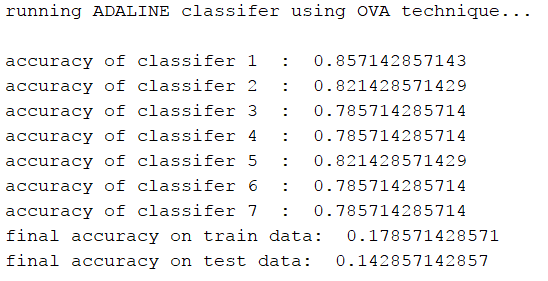 running ADALINE classifer using OVA technique...
accuracy of classifer 1 : 0.857142857143
accuracy of classifer 2 : 0.821428571429
accuracy of classifer 3 : 0.785714285714
accuracy of classifer 4 : 0.785714285714
accuracy of classifer 5 : 0.821428571429
accuracy of classifer 6 : 0.785714285714
accuracy of classifer 7 : 0.785714285714
final accuracy on train data: 0.178571428571
final accuracy on test data: 0.142857142857